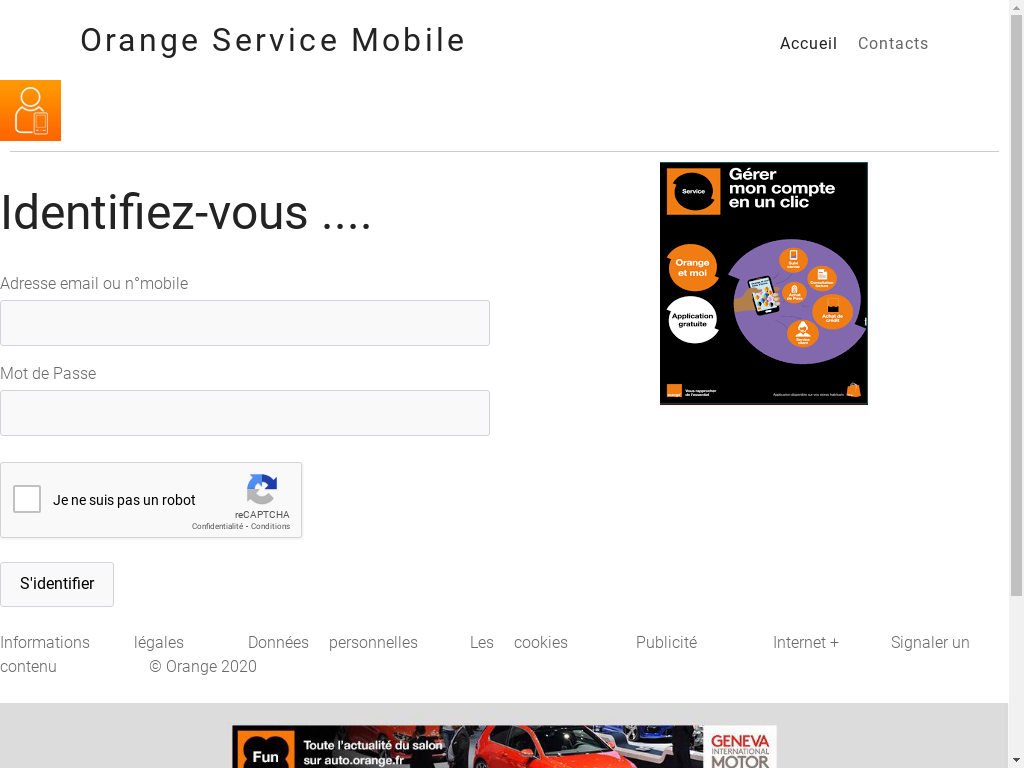 Orange Service Mobile
Accueil Contacts
Identifiez-vous ....
Adresse email ou n°mobile
Mot de Passe
Je ne suis pas un robot
reCAPTCHA
Confidentialité - Conditions
S'identifier
Service
Gérer
mon compte
en un clic
Orange
et moi
Application
gratuite
Suivi
conso
Consultation
facture
Achat
de Pass
Achat de
crédit
Service
client
orange
Vous rapprocher
de l'essentiel
Application disponible sur vos stores habituels
Informations légales Données personnelles Les cookies Publicité Internet + Signaler un
contenu © Orange 2020
Fun
Toute l'actualité du salon
sur auto.orange.fr
GENEVA
INTERNATIONAL
MOTOR